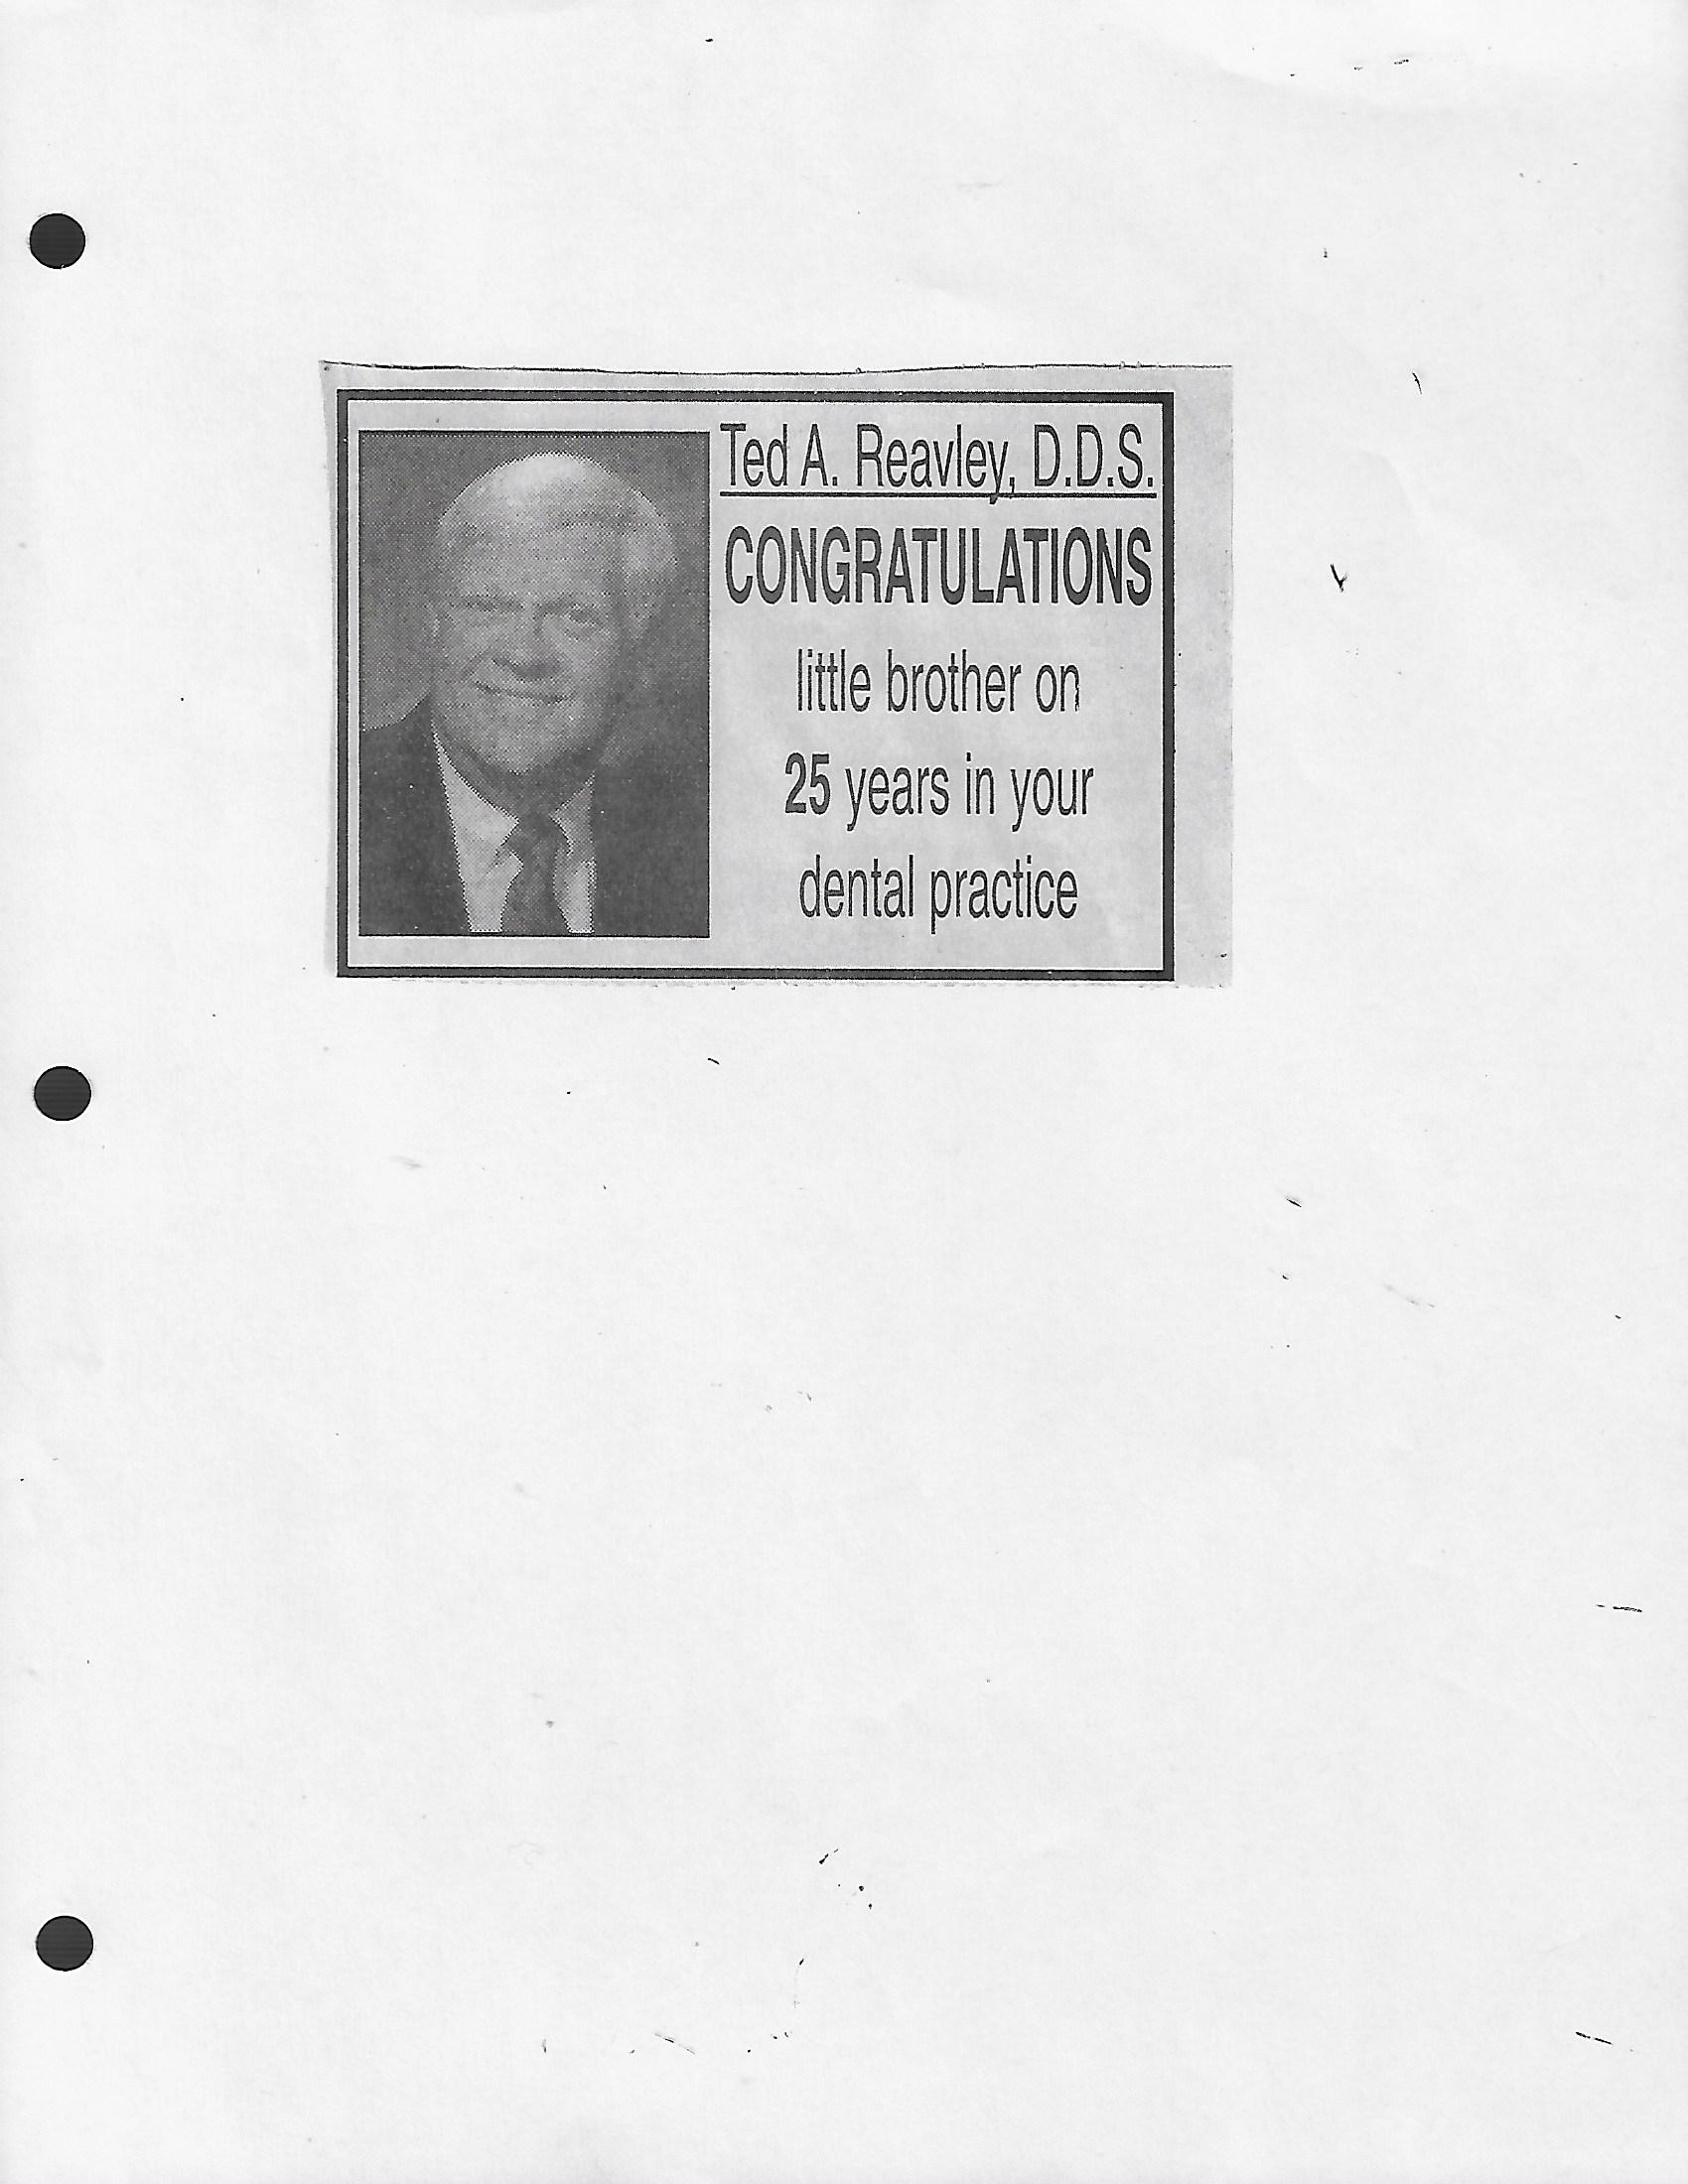 Ted A. Reavley, D.D.S.
CONGRATULATIONS
little brother on
25 years in your
dental practice